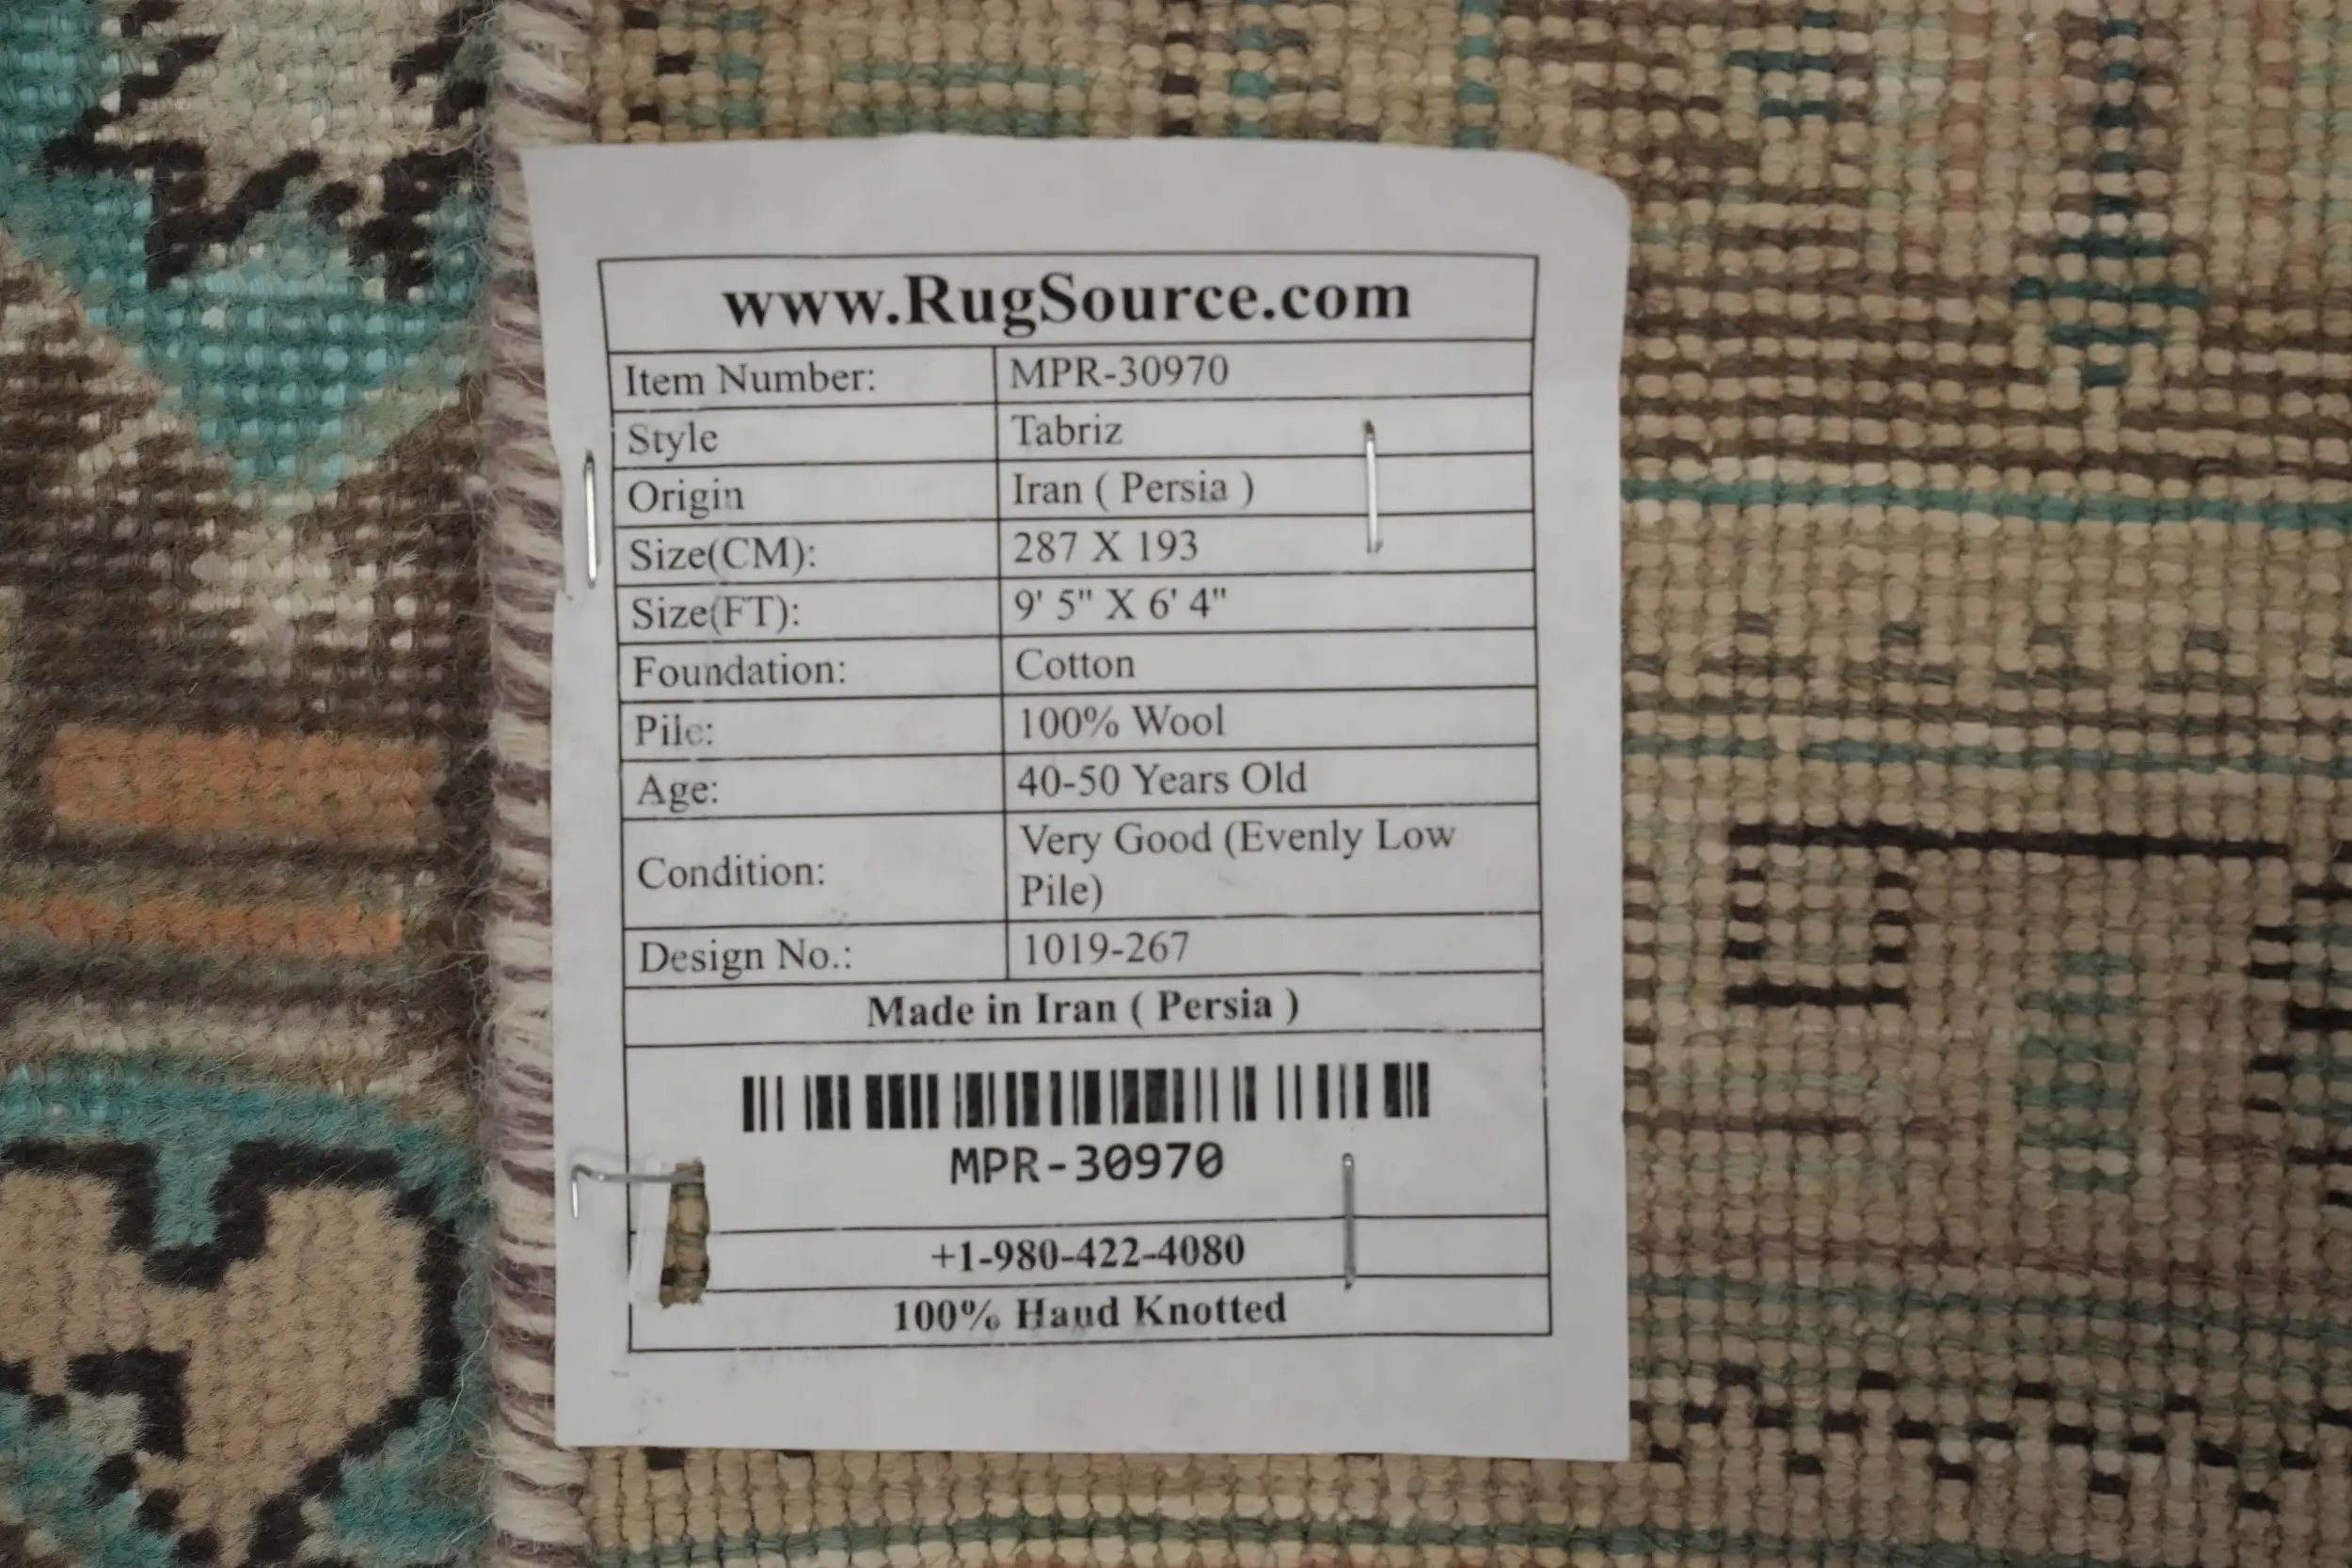 www.RugSource.com
Item Number: MPR-30970
Style Tabriz
Origin Iran ( Persia )
Size(CM): 287 X 193
Size(FT): 9' 5" X 6' 4"
Foundation: Cotton
Pile: 100% Wool
Age: 40-50 Years Old
Condition: Very Good (Evenly Low
Pile)
Design No.: 1019-267
Made in Iran ( Persia )
MPR-30970
+1-980-422-4080
100% Hand Knotted